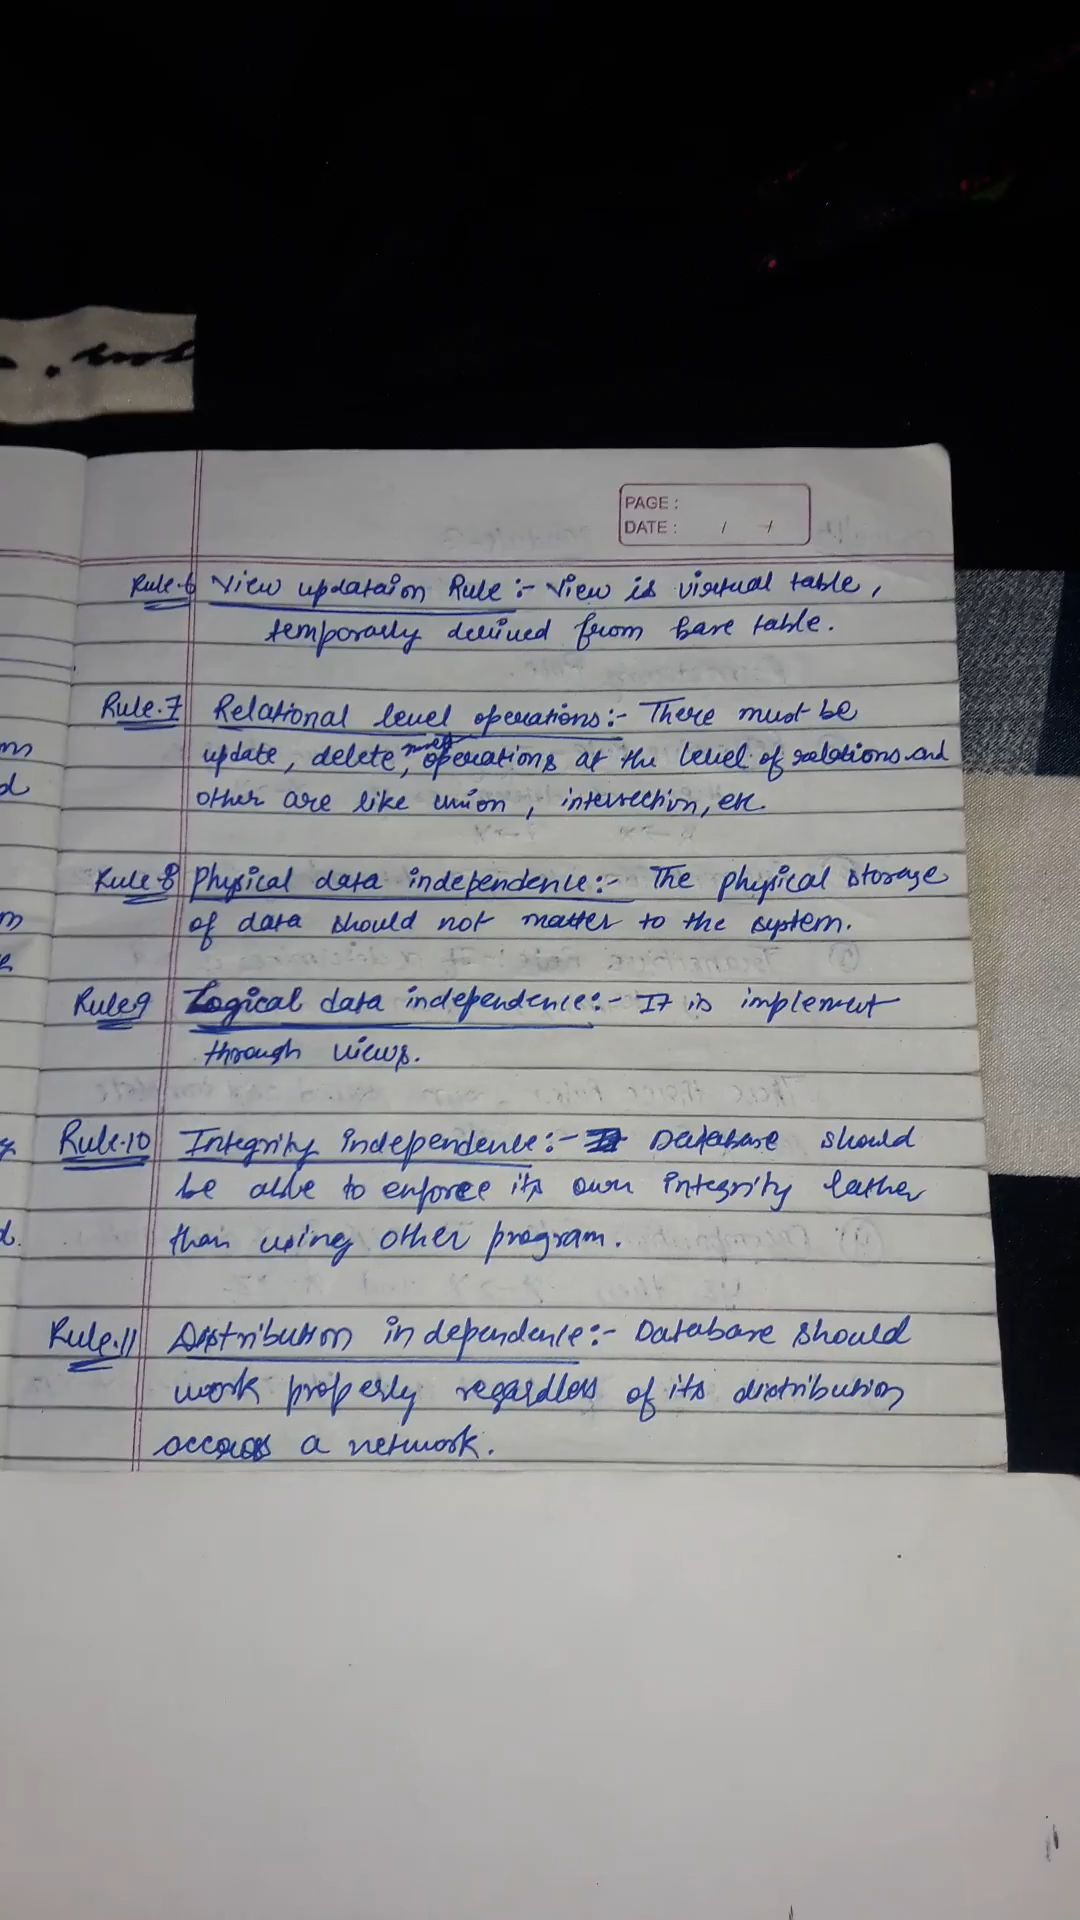 PAGE :
DATE : / /
Rule.6 View updataion Rule :- View is virtual table ,
temporaly derived from base table.
Rule.7 Relational level operations :- There must be
update, delete, operations at the level of relations and
other are like union , intersection, etc
Rule 8 Physical data independence :- The physical storage
of data should not matter to the system.
Rule 9 Logical data independence :- It is implement
through views.
Rule.10 Integrity independence :- Database should
be able to enforce its own integrity rather
than using other program.
Rule.11 Distribution independence :- Database should
work properly regardless of its distribution
accross a network.